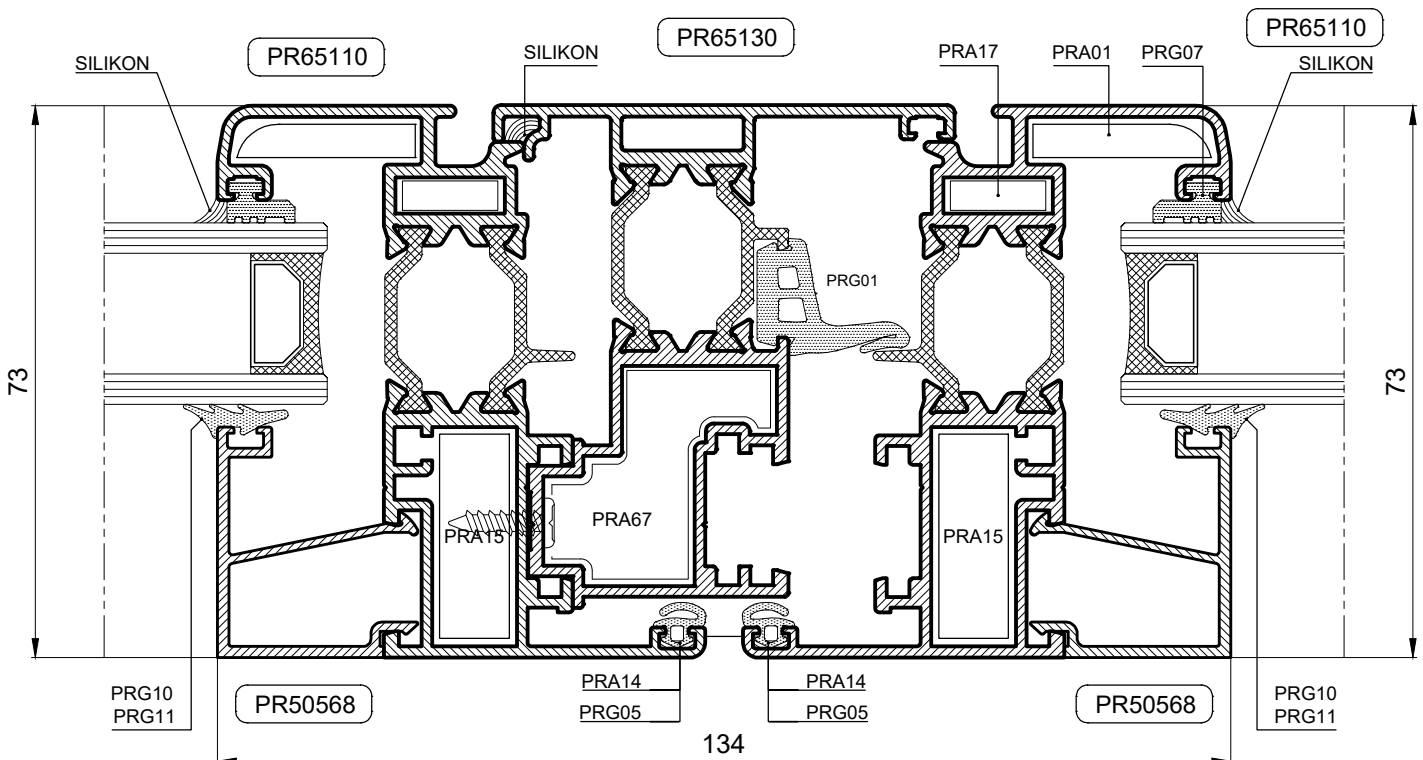 PR65110
PR65130
PR65110
SILIKON
SILIKON
PRA17
PRA01
PRG07
SILIKON
PRG01
73
73
PRA67
PRA15
PRA15
PRA14
PRG05
PRA14
PRG05
PRG10
PRG11
PR50568
PR50568
PRG10
PRG11
134